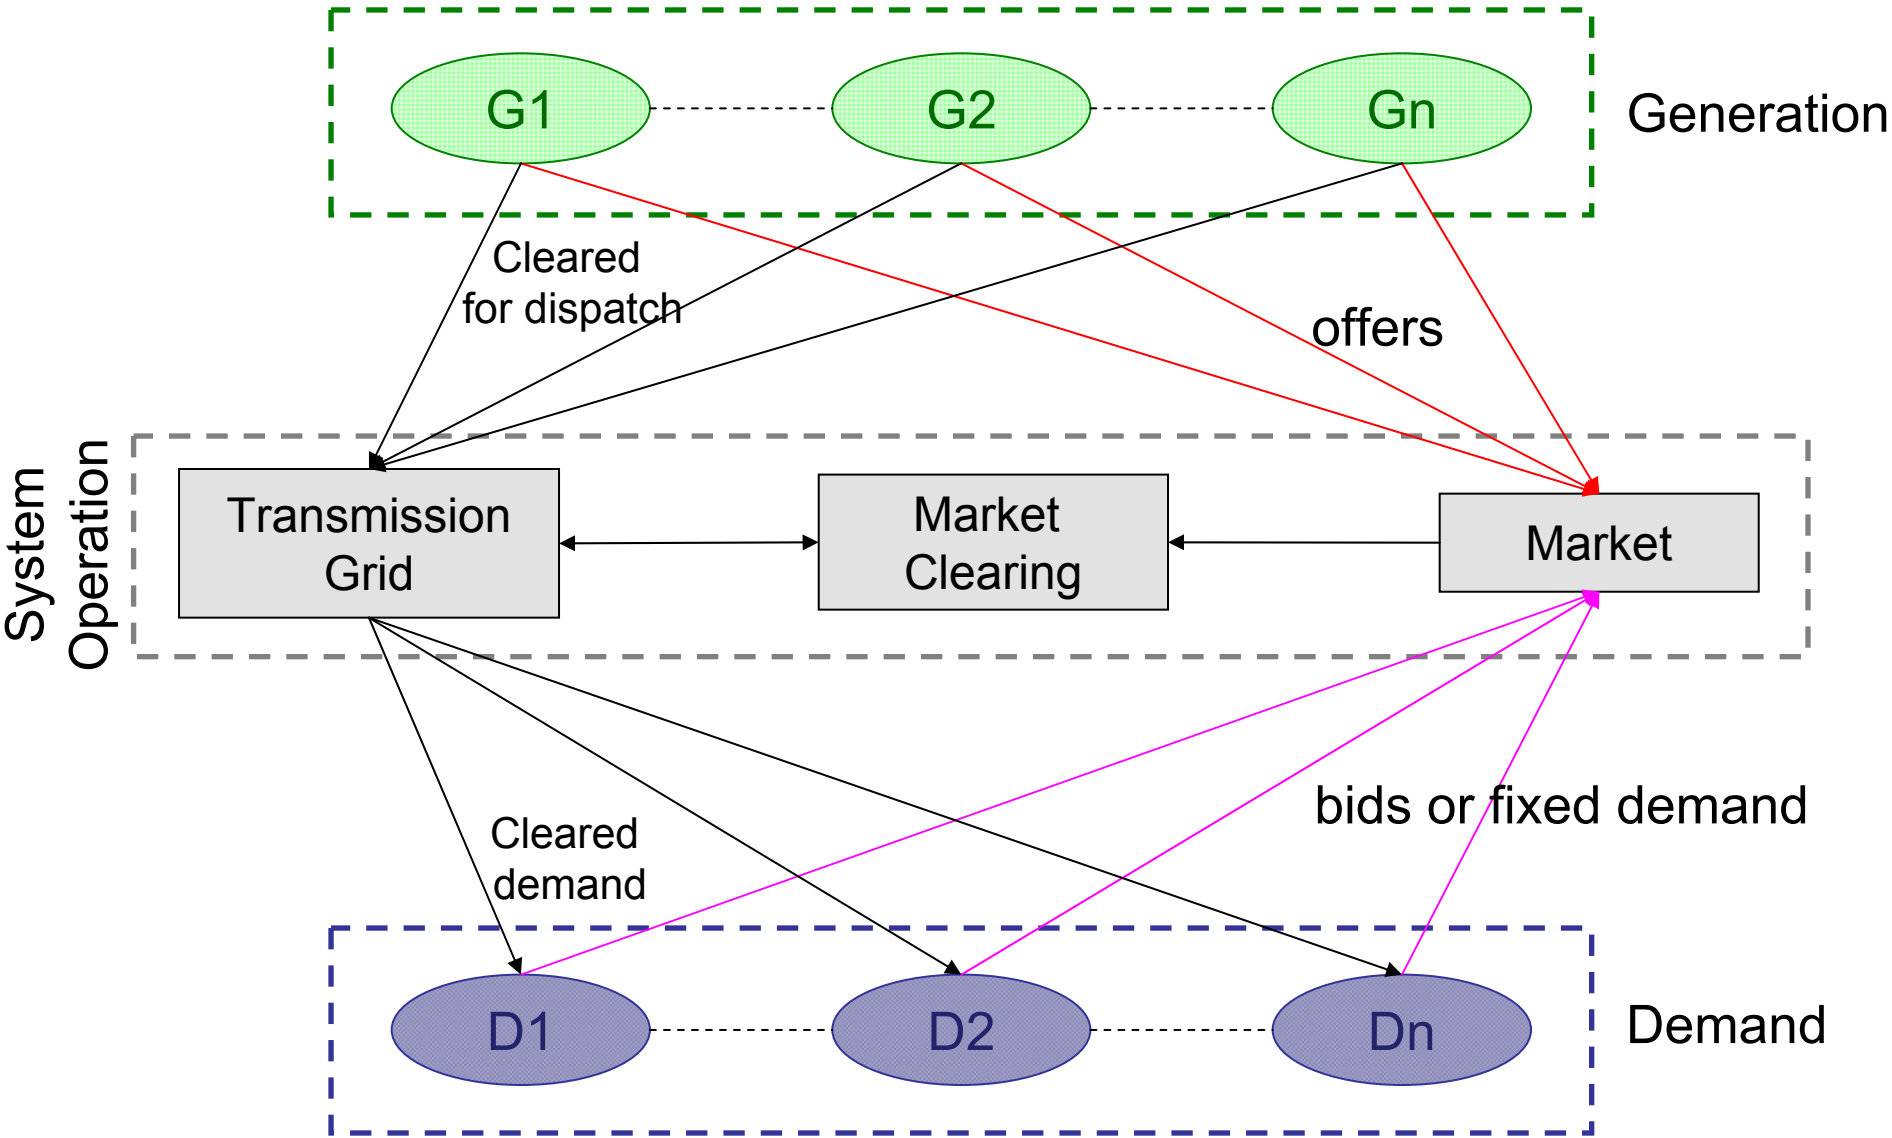 G1
G2
Gn
Generation
Cleared
for dispatch
offers
System
Operation
Transmission
Grid
Market
Clearing
Market
bids or fixed demand
Cleared
demand
D1
D2
Dn
Demand